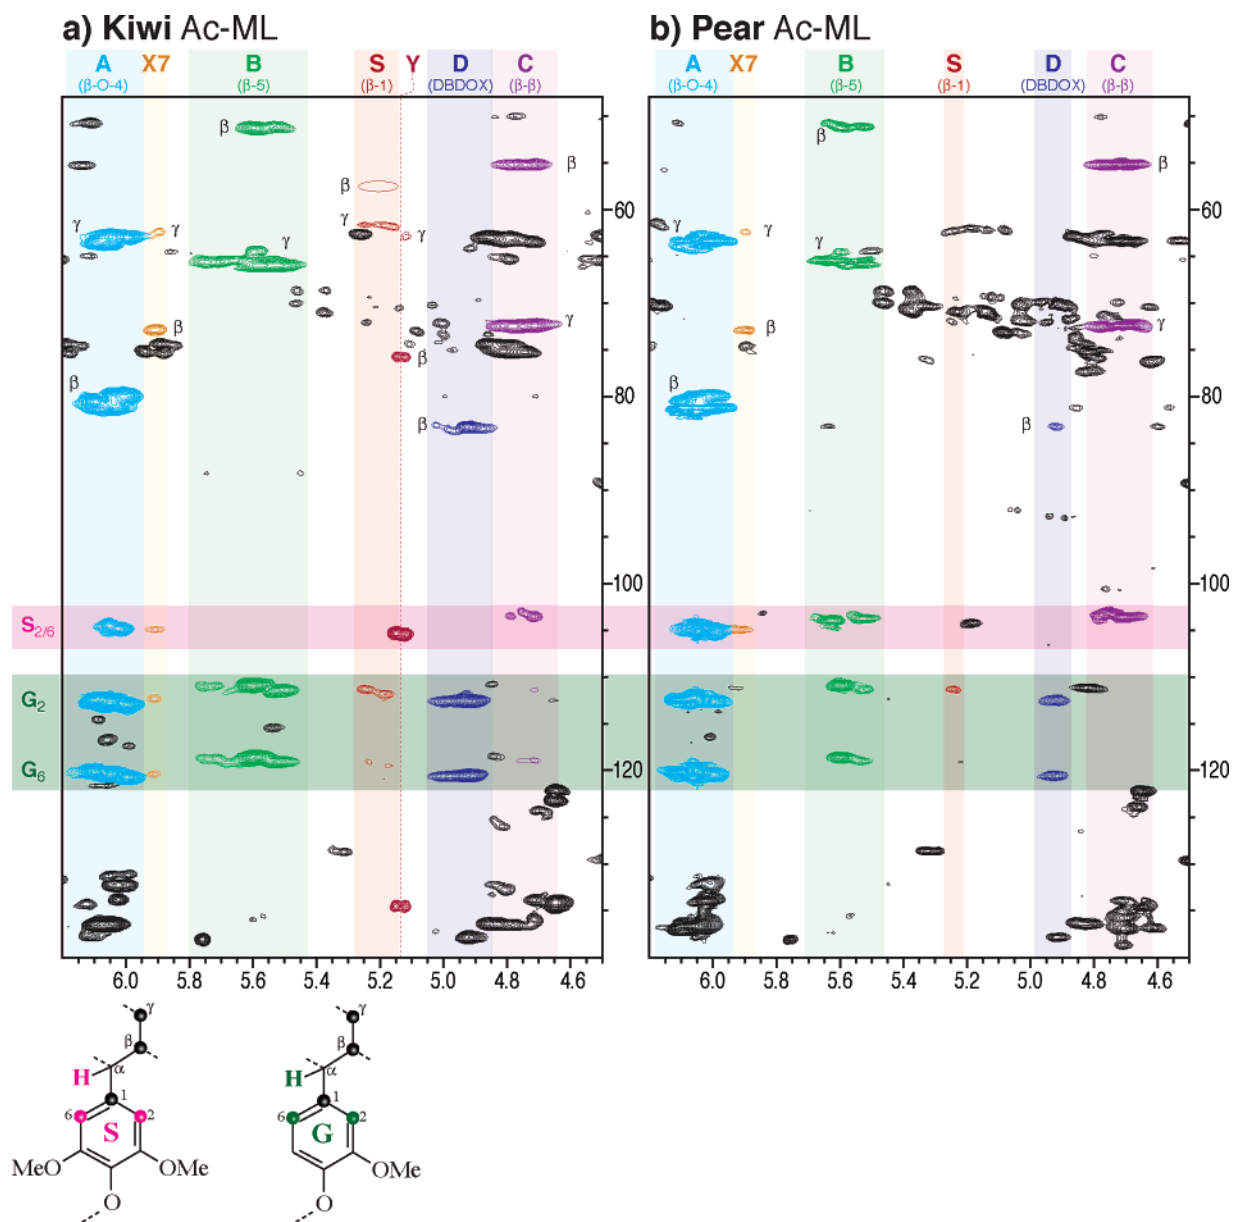 a) Kiwi Ac-ML
b) Pear Ac-ML
A X7 B S Y D C
(β-O-4) (β-5) (β-1) (DBDOX) (β-β)
A X7 B S D C
(β-O-4) (β-5) (β-1) (DBDOX) (β-β)
β
β
β
γ γ γ γ γ
γ
β
β
β
β
β
β
γ γ γ
β γ
β
β
60
80
100
120
60
80
100
120
S2/6
G2
G6
6.0 5.8 5.6 5.4 5.2 5.0 4.8 4.6
6.0 5.8 5.6 5.4 5.2 5.0 4.8 4.6
γ
β
α
H
1
6 2
S
MeO OMe
O
γ
β
α
H
1
6 2
G
OMe
O